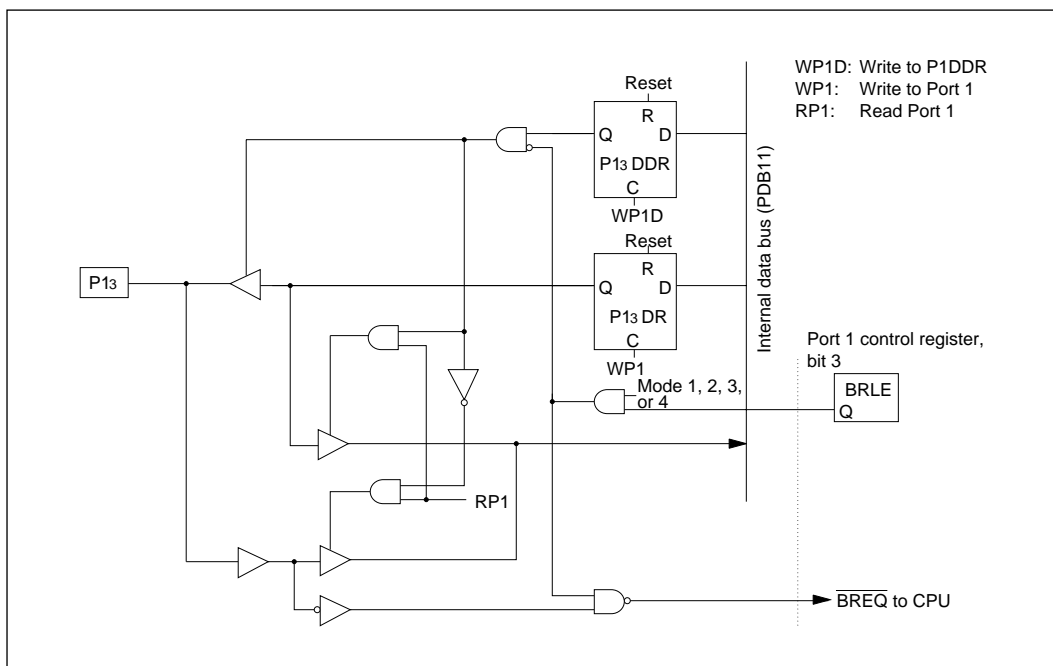 WP1D: Write to P1DDR
WP1: Write to Port 1
RP1: Read Port 1
Reset
R
Q
D
P13 DDR
C
WP1D
Internal data bus (PDB11)
Reset
R
P13
Q
D
P13 DR
C
WP1
Port 1 control register,
bit 3
Mode 1, 2, 3,
or 4
BRLE
Q
RP1
BREQ to CPU